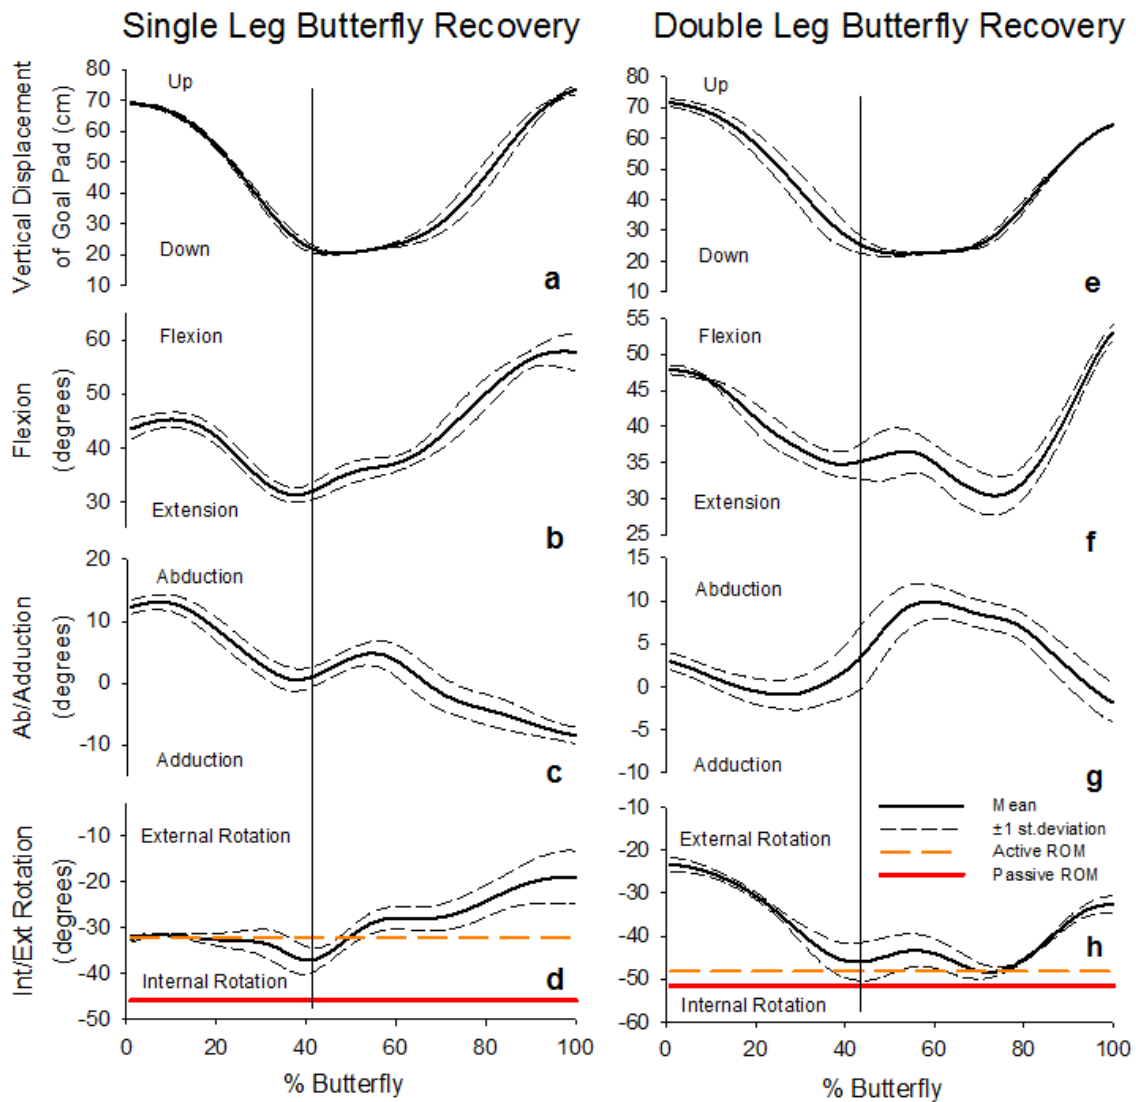 Single Leg Butterfly Recovery
Double Leg Butterfly Recovery
Vertical Displacement
of Goal Pad (cm)
80
70
60
50
40
30
20
10
Up
Down
a
80
70
60
50
40
30
20
10
Up
Down
e
Flexion
(degrees)
60
50
40
30
Flexion
Extension
b
55
50
45
40
35
30
25
Flexion
Extension
f
Ab/Adduction
(degrees)
20
10
0
-10
Abduction
Adduction
c
15
10
5
0
-5
-10
Abduction
Adduction
g
Int/Ext Rotation
(degrees)
-10
-20
-30
-40
-50
External Rotation
Internal Rotation
d
0 20 40 60 80 100
% Butterfly
-10
-20
-30
-40
-50
-60
External Rotation
Mean
±1 st.deviation
Active ROM
Passive ROM
h
Internal Rotation
0 20 40 60 80 100
% Butterfly